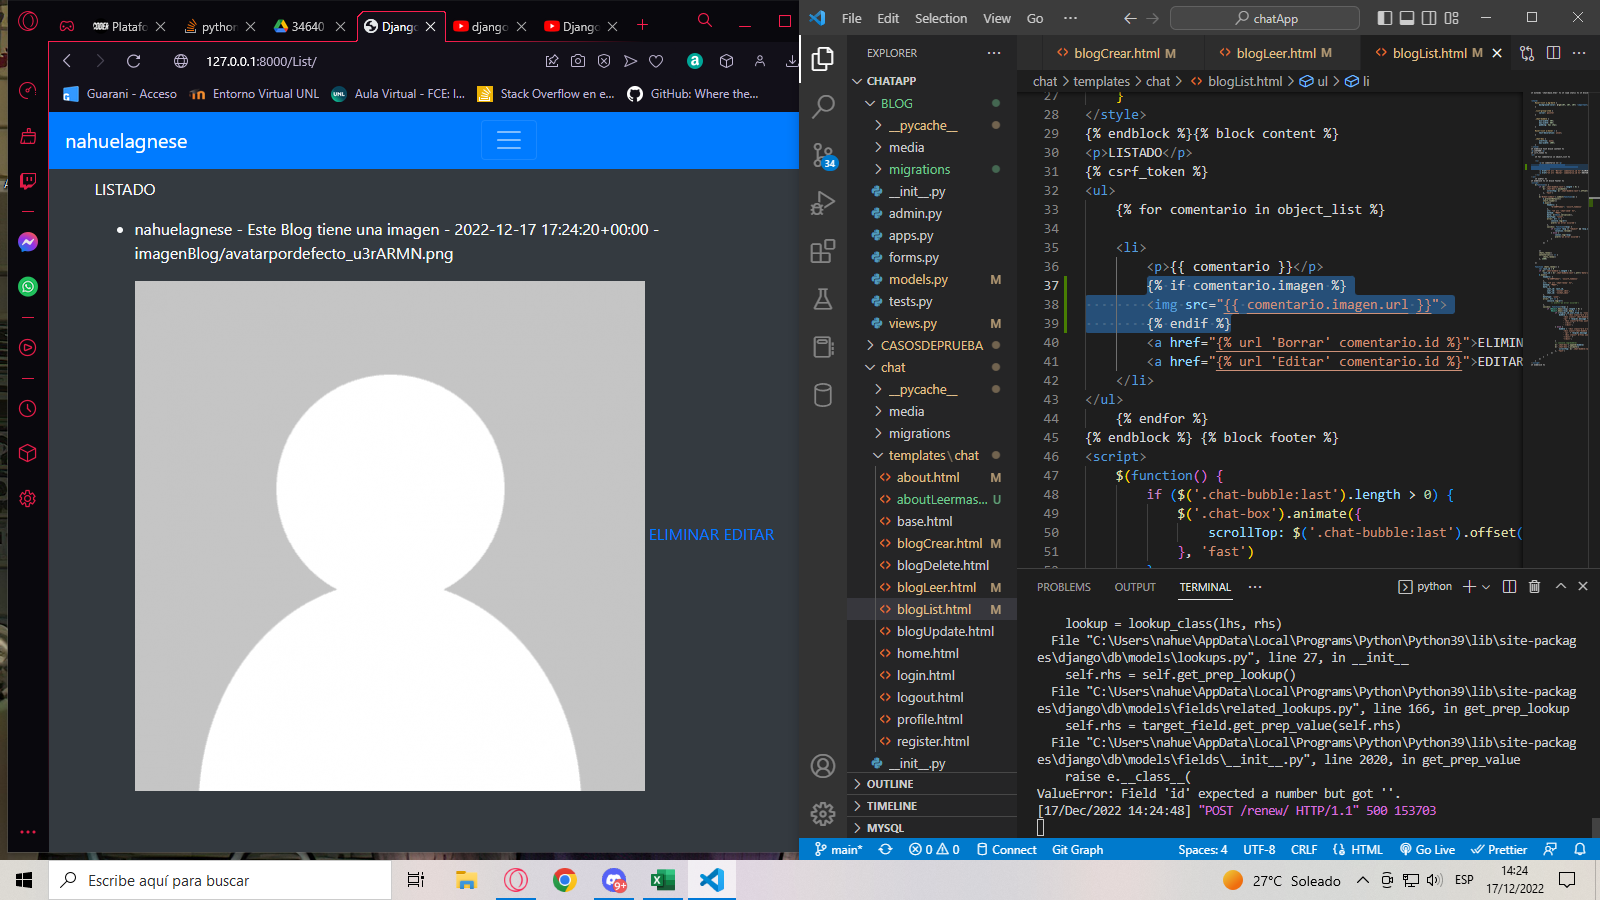 Platafo
python
34640
Djang
django
Django
127.0.0.1:8000/List/
Guarani - Acceso
Entorno Virtual UNL
Aula Virtual - FCE: I...
Stack Overflow en e...
GitHub: Where the...
nahuelagnese
LISTADO
nahuelagnese - Este Blog tiene una imagen - 2022-12-17 17:24:20+00:00 -
imagenBlog/avatarpordefecto_u3rARMN.png
ELIMINAR EDITAR
File Edit Selection View Go ···
chatApp
EXPLORER
CHATAPP
BLOG
__pycache__
media
migrations
__init__.py
admin.py
apps.py
forms.py
models.py M
tests.py
views.py M
CASOSDEPRUEBA
chat
__pycache__
media
migrations
templates\chat
about.html M
aboutLeermas... U
base.html
blogCrear.html M
blogDelete.html
blogLeer.html M
blogList.html M
blogUpdate.html
home.html
login.html
logout.html
profile.html
register.html
__init__.py
OUTLINE
TIMELINE
MYSQL
34
blogCrear.html M
blogLeer.html M
blogList.html M
chat > templates > chat > blogList.html > ul > li
27 }
28 </style>
29 {% endblock %}{% block content %}
30 <p>LISTADO</p>
31 {% csrf_token %}
32 <ul>
33 {% for comentario in object_list %}
34
35 <li>
36 <p>{{ comentario }}</p>
37 {% if comentario.imagen %}
38 <img src="{{ comentario.imagen.url }}">
39 {% endif %}
40 <a href="{% url 'Borrar' comentario.id %}">ELIMIN
41 <a href="{% url 'Editar' comentario.id %}">EDITAR
42 </li>
43 </ul>
44 {% endfor %}
45 {% endblock %} {% block footer %}
46 <script>
47 $(function() {
48 if ($('.chat-bubble:last').length > 0) {
49 $('.chat-box').animate({
50 scrollTop: $('.chat-bubble:last').offset(
51 }, 'fast')
PROBLEMS OUTPUT TERMINAL ···
python
lookup = lookup_class(lhs, rhs)
File "C:\Users\nahue\AppData\Local\Programs\Python\Python39\lib\site-packag
es\django\db\models\lookups.py", line 27, in __init__
self.rhs = self.get_prep_lookup()
File "C:\Users\nahue\AppData\Local\Programs\Python\Python39\lib\site-packag
es\django\db\models\fields\related_lookups.py", line 166, in get_prep_lookup
self.rhs = target_field.get_prep_value(self.rhs)
File "C:\Users\nahue\AppData\Local\Programs\Python\Python39\lib\site-packag
es\django\db\models\fields\__init__.py", line 2020, in get_prep_value
raise e.__class__(
ValueError: Field 'id' expected a number but got ''.
[17/Dec/2022 14:24:48] "POST /renew/ HTTP/1.1" 500 153703
main* 0 0 Connect Git Graph
Spaces: 4 UTF-8 CRLF HTML Go Live Prettier
Escribe aquí para buscar
9+
27°C Soleado
ESP
14:24
17/12/2022